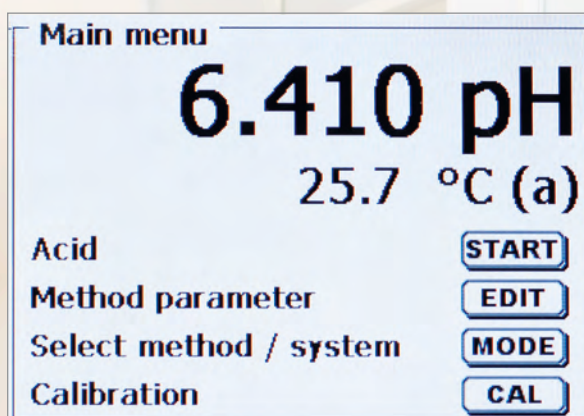 Main menu
6.410 pH
25.7 °C (a)
Acid START
Method parameter EDIT
Select method / system MODE
Calibration CAL